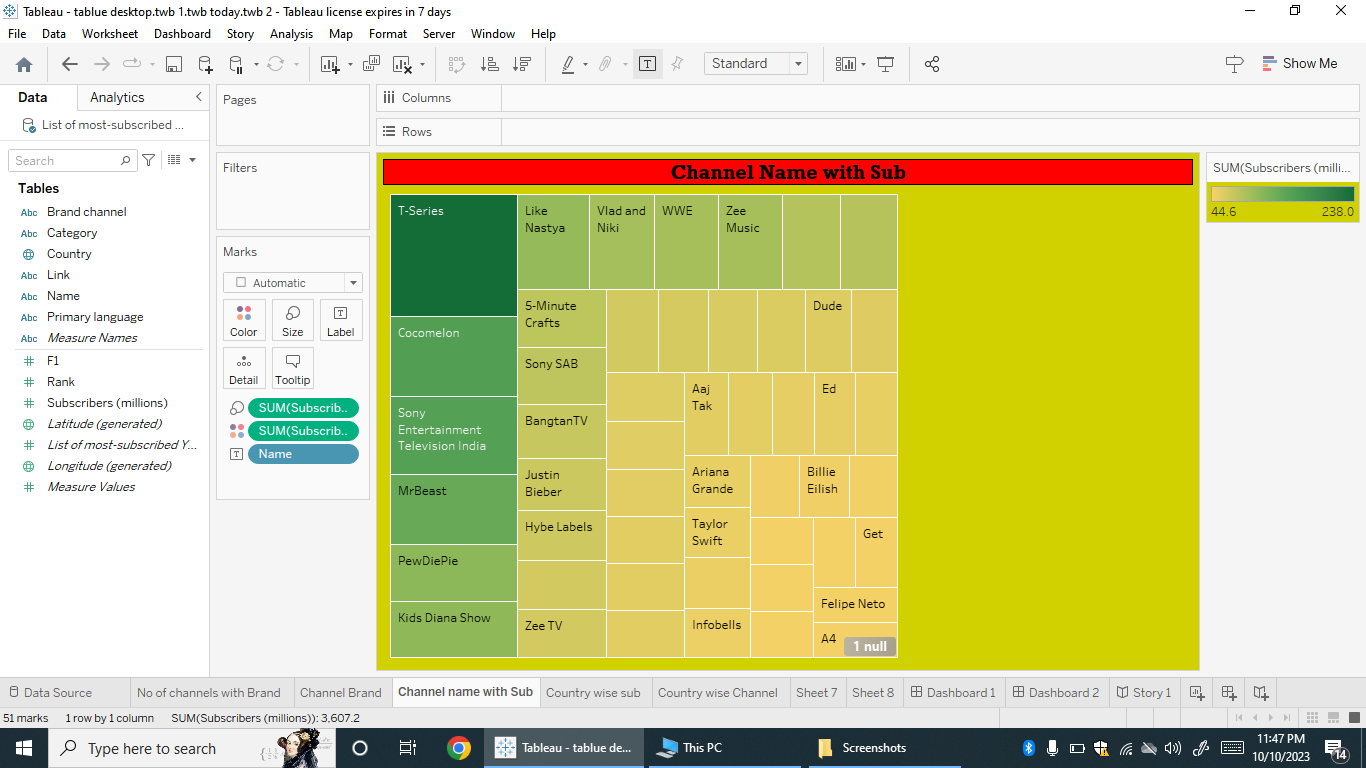 Tableau - tablue desktop.twb 1.twb today.twb 2 - Tableau license expires in 7 days
File Data Worksheet Dashboard Story Analysis Map Format Server Window Help
Standard
Show Me
Data Analytics
List of most-subscribed ...
Search
Tables
Abc Brand channel
Abc Category
Country
Abc Link
Abc Name
Abc Primary language
Abc Measure Names
F1
Rank
Subscribers (millions)
Latitude (generated)
List of most-subscribed Y...
Longitude (generated)
Measure Values
Pages
Filters
Marks
Automatic
Color Size Label
Detail Tooltip
SUM(Subscrib..
SUM(Subscrib..
Name
Columns
Rows
Channel Name with Sub
T-Series
Cocomelon
Sony
Entertainment
Television India
MrBeast
PewDiePie
Kids Diana Show
Like
Nastya
Vlad and
Niki
WWE
Zee
Music
5-Minute
Crafts
Sony SAB
BangtanTV
Justin
Bieber
Hybe Labels
Zee TV
Dude
Aaj
Tak
Ed
Ariana
Grande
Billie
Eilish
Taylor
Swift
Get
Infobells
Felipe Neto
A4
1 null
SUM(Subscribers (milli...
44.6 238.0
Data Source No of channels with Brand Channel Brand Channel name with Sub Country wise sub Country wise Channel Sheet 7 Sheet 8 Dashboard 1 Dashboard 2 Story 1
51 marks 1 row by 1 column SUM(Subscribers (millions)): 3,607.2
Type here to search
Tableau - tablue de...
This PC
Screenshots
11:47 PM
10/10/2023
14